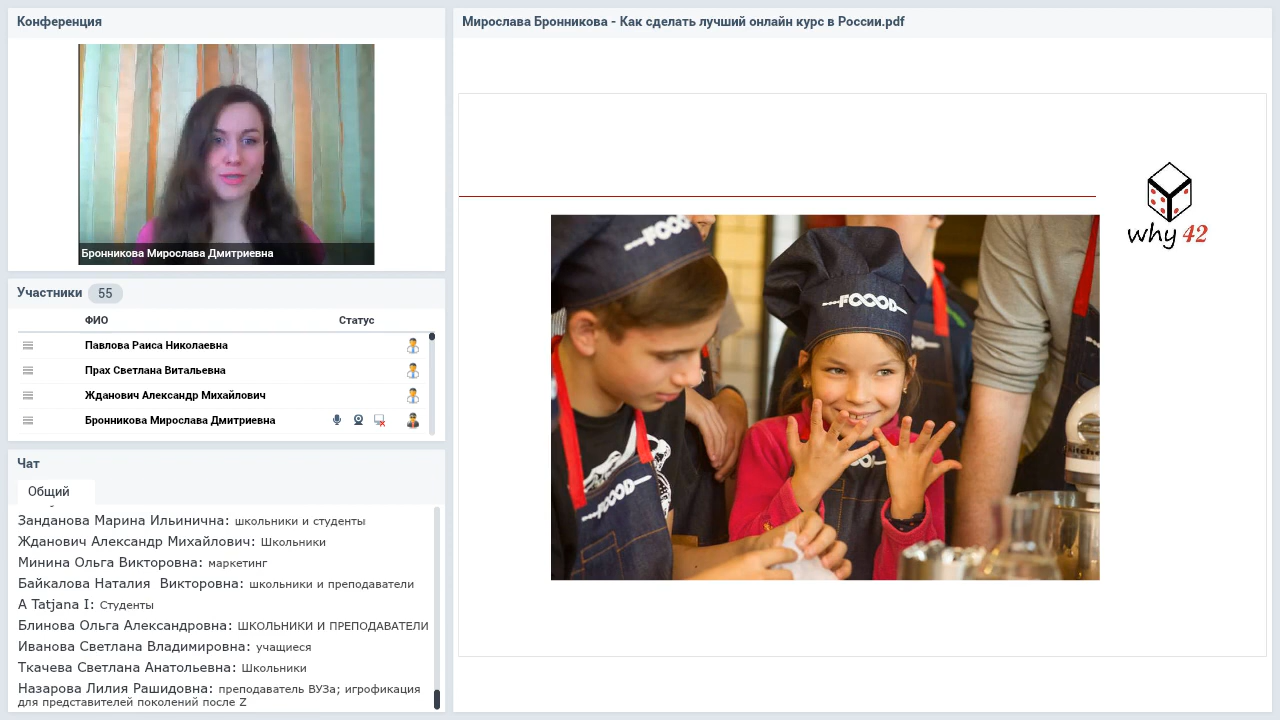 Конференция
Бронникова Мирослава Дмитриевна
Участники 55
ФИО Статус
Павлова Раиса Николаевна
Прах Светлана Витальевна
Жданович Александр Михайлович
Бронникова Мирослава Дмитриевна
Чат
Общий
Занданова Марина Ильинична: школьники и студенты
Жданович Александр Михайлович: Школьники
Минина Ольга Викторовна: маркетинг
Байкалова Наталия Викторовна: школьники и преподаватели
A Tatjana I: Студенты
Блинова Ольга Александровна: ШКОЛЬНИКИ И ПРЕПОДАВАТЕЛИ
Иванова Светлана Владимировна: учащиеся
Ткачева Светлана Анатольевна: Школьники
Назарова Лилия Рашидовна: преподаватель ВУЗа; игрофикация
для представителей поколений после Z
Мирослава Бронникова - Как сделать лучший онлайн курс в России.pdf
why 42
FOOOD
FOOOD
FOOOD